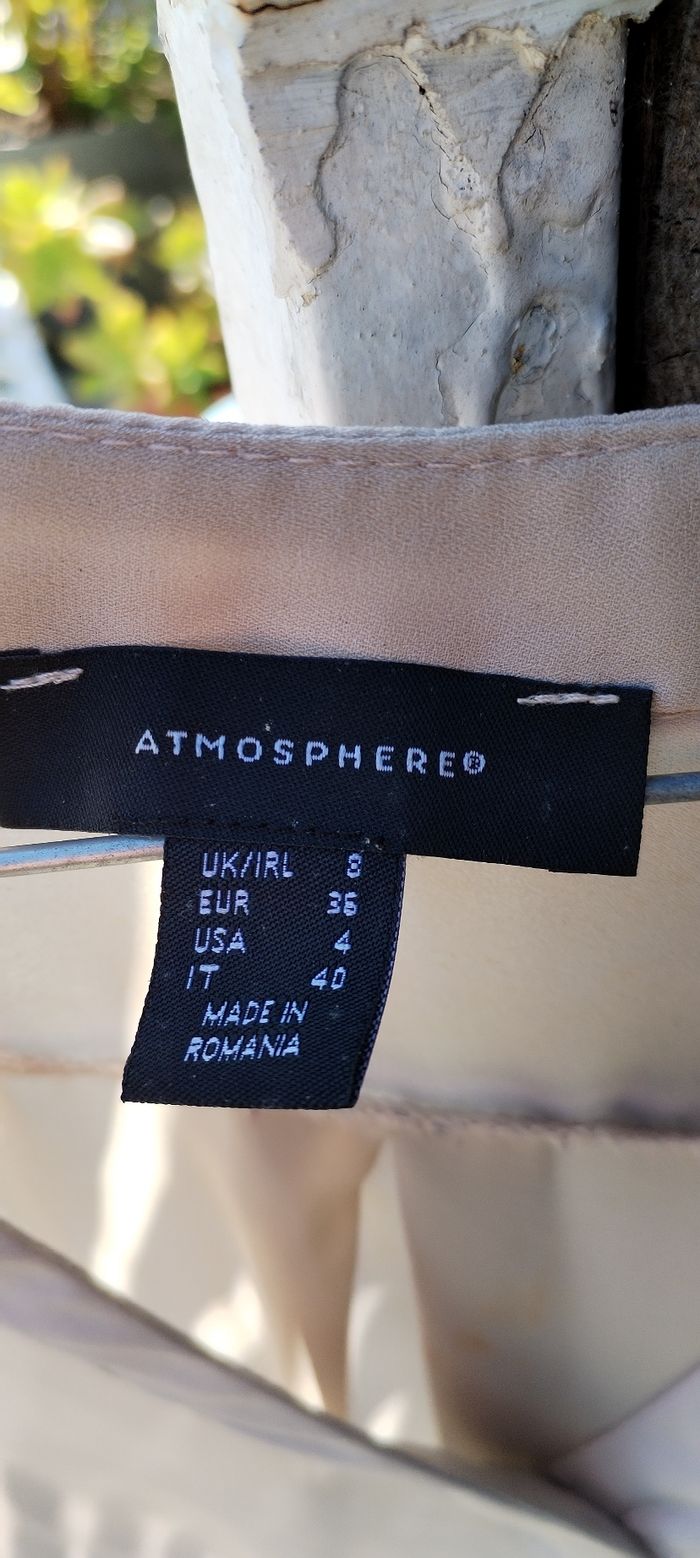 ATMOSPHERE®
UK/IRL 8
EUR 36
USA 4
IT 40
MADE IN
ROMANIA